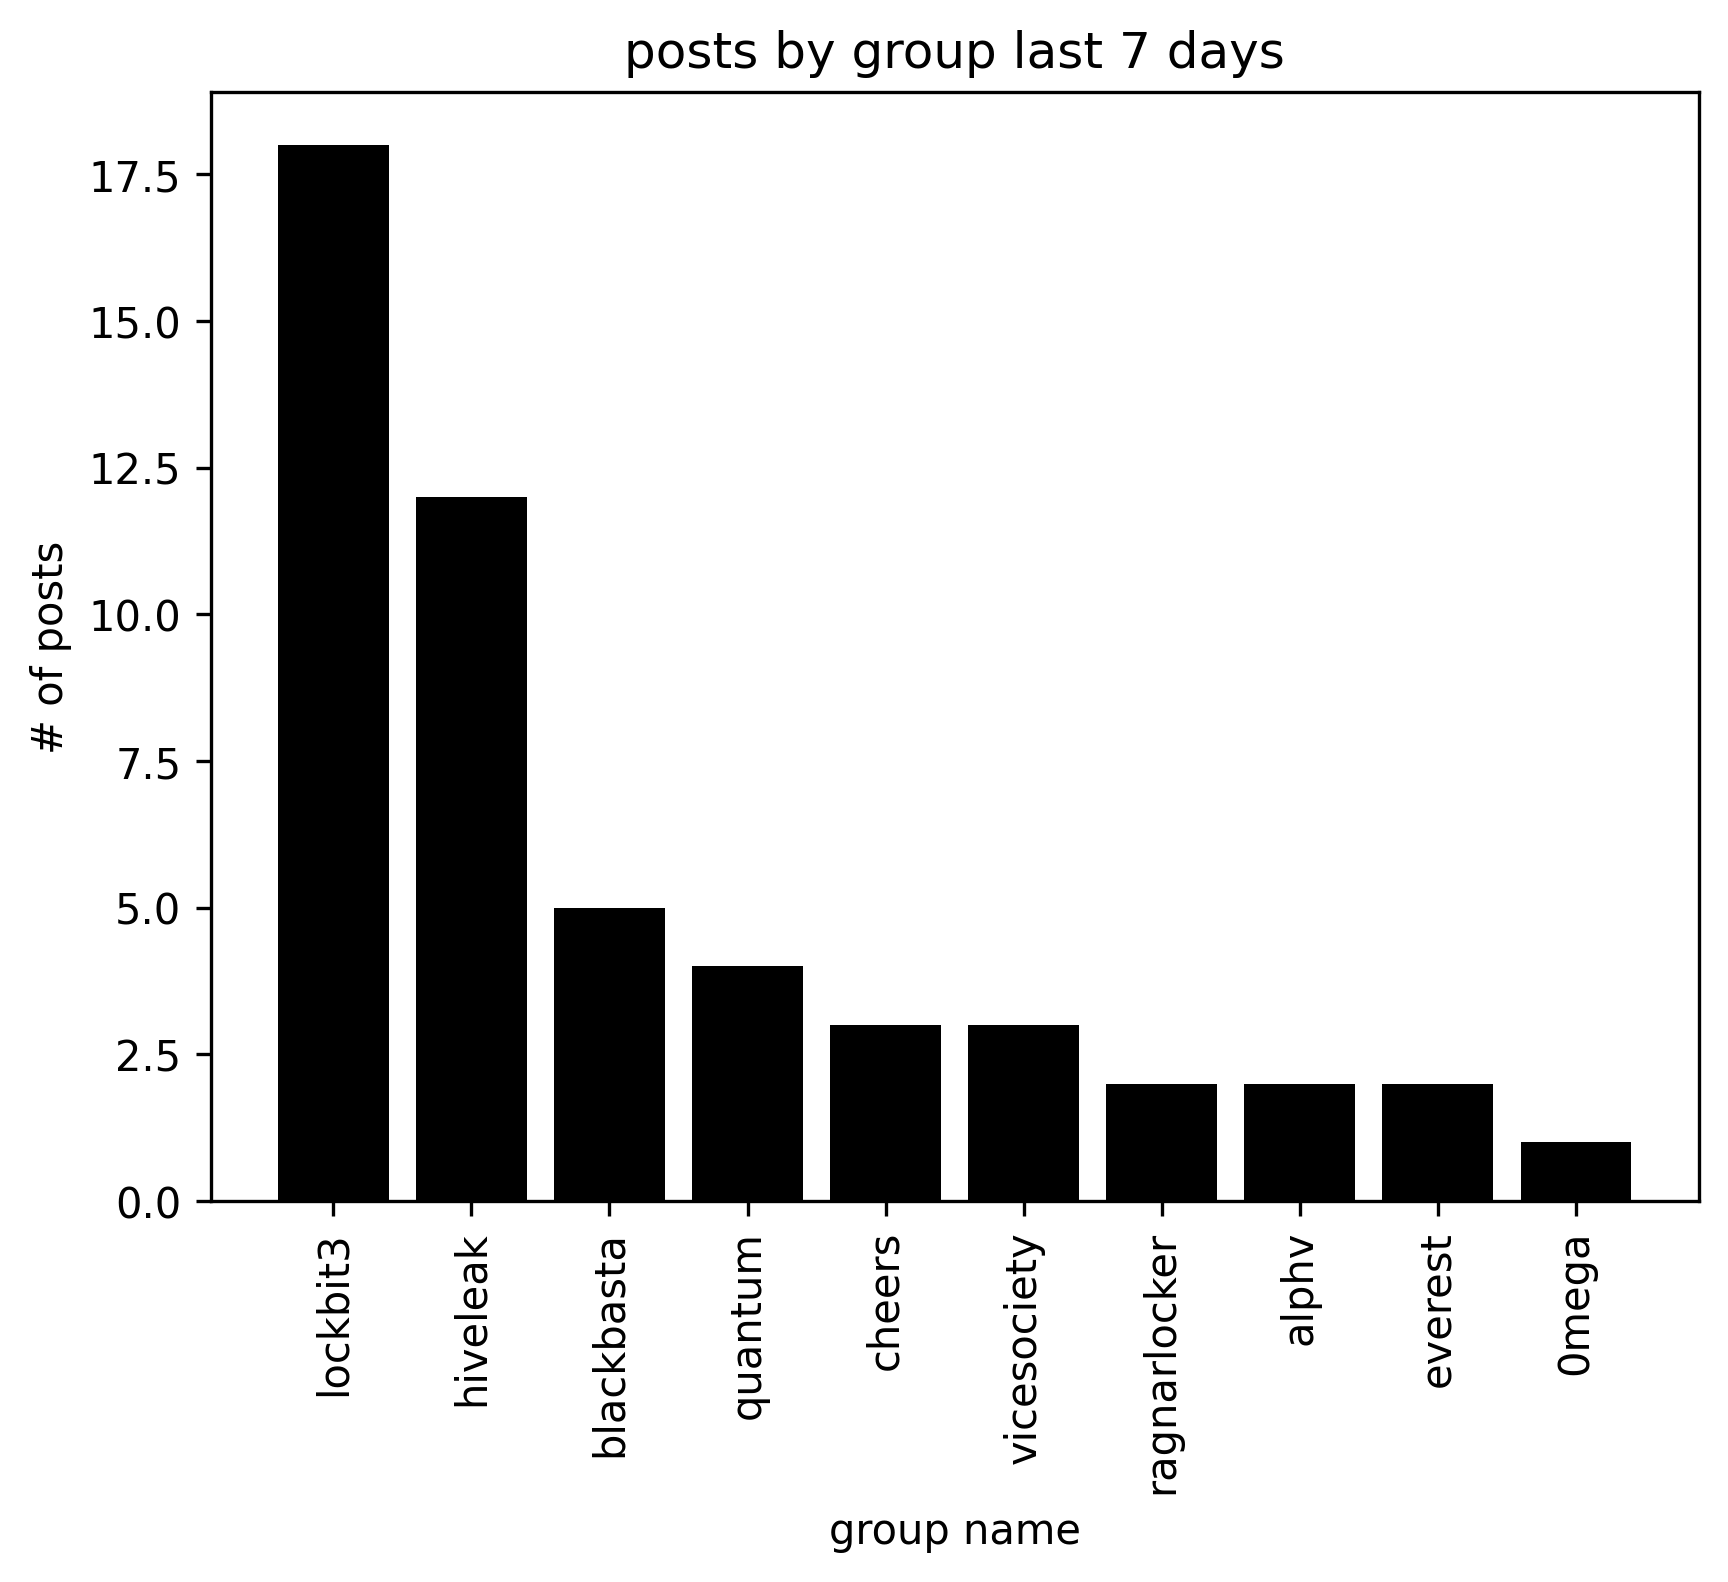 posts by group last 7 days
# of posts
17.5
15.0
12.5
10.0
7.5
5.0
2.5
0.0
lockbit3
hiveleak
blackbasta
quantum
cheers
vicesociety
ragnarlocker
alphv
everest
0mega
group name